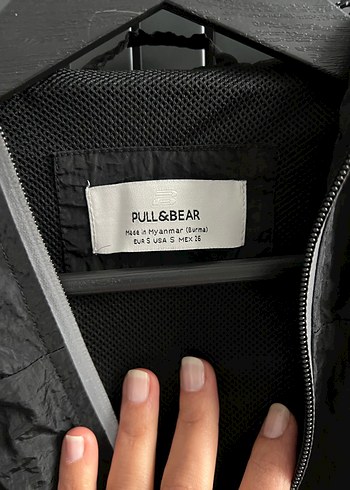 PULL&BEAR
Made in Myanmar (Burma)
EUR S USA S MEX 26